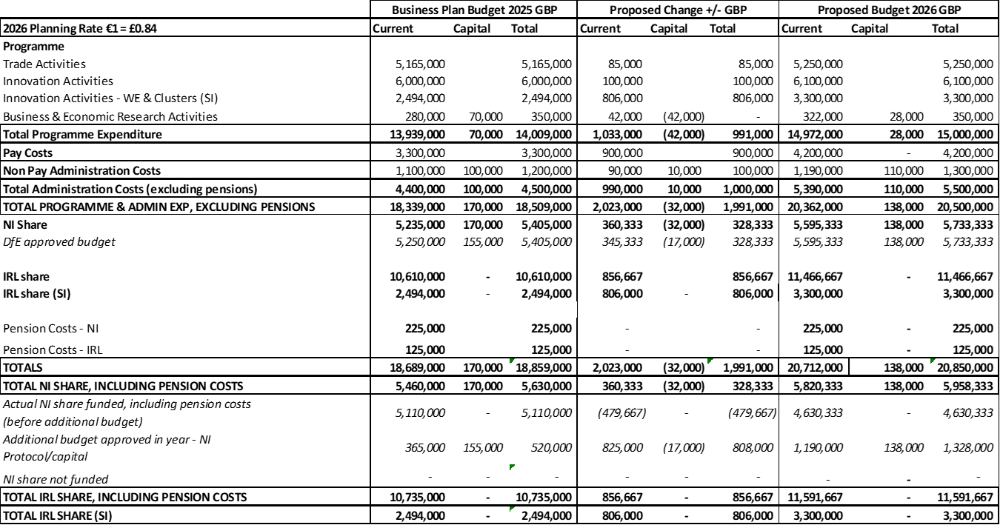 Business Plan Budget 2025 GBP Proposed Change +/- GBP Proposed Budget 2026 GBP
2026 Planning Rate €1 = £0.84 Current Capital Total Current Capital Total Current Capital Total
Programme
Trade Activities 5,165,000 5,165,000 85,000 85,000 5,250,000 5,250,000
Innovation Activities 6,000,000 6,000,000 100,000 100,000 6,100,000 6,100,000
Innovation Activities - WE & Clusters (SI) 2,494,000 2,494,000 806,000 806,000 3,300,000 3,300,000
Business & Economic Research Activities 280,000 70,000 350,000 42,000 (42,000) - 322,000 28,000 350,000
Total Programme Expenditure 13,939,000 70,000 14,009,000 1,033,000 (42,000) 991,000 14,972,000 28,000 15,000,000
Pay Costs 3,300,000 3,300,000 900,000 900,000 4,200,000 - 4,200,000
Non Pay Administration Costs 1,100,000 100,000 1,200,000 90,000 10,000 100,000 1,190,000 110,000 1,300,000
Total Administration Costs (excluding pensions) 4,400,000 100,000 4,500,000 990,000 10,000 1,000,000 5,390,000 110,000 5,500,000
TOTAL PROGRAMME & ADMIN EXP, EXCLUDING PENSIONS 18,339,000 170,000 18,509,000 2,023,000 (32,000) 1,991,000 20,362,000 138,000 20,500,000
NI Share 5,235,000 170,000 5,405,000 360,333 (32,000) 328,333 5,595,333 138,000 5,733,333
DfE approved budget 5,250,000 155,000 5,405,000 345,333 (17,000) 328,333 5,595,333 138,000 5,733,333
IRL share 10,610,000 - 10,610,000 856,667 856,667 11,466,667 - 11,466,667
IRL share (SI) 2,494,000 - 2,494,000 806,000 - 806,000 3,300,000 3,300,000
Pension Costs - NI 225,000 225,000 - - 225,000 - 225,000
Pension Costs - IRL 125,000 125,000 - - 125,000 - 125,000
TOTALS 18,689,000 170,000 18,859,000 2,023,000 (32,000) 1,991,000 20,712,000 138,000 20,850,000
TOTAL NI SHARE, INCLUDING PENSION COSTS 5,460,000 170,000 5,630,000 360,333 (32,000) 328,333 5,820,333 138,000 5,958,333
Actual NI share funded, including pension costs
(before additional budget) 5,110,000 - 5,110,000 (479,667) - (479,667) 4,630,333 - 4,630,333
Additional budget approved in year - NI
Protocol/capital 365,000 155,000 520,000 825,000 (17,000) 808,000 1,190,000 138,000 1,328,000
NI share not funded - - - - - - - - -
TOTAL IRL SHARE, INCLUDING PENSION COSTS 10,735,000 - 10,735,000 856,667 - 856,667 11,591,667 - 11,591,667
TOTAL IRL SHARE (SI) 2,494,000 - 2,494,000 806,000 - 806,000 3,300,000 - 3,300,000